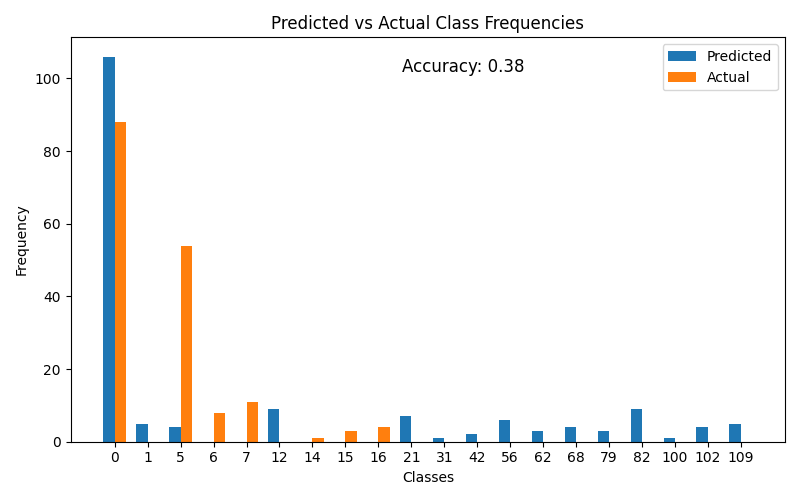 Predicted vs Actual Class Frequencies
Accuracy: 0.38
Predicted
Actual
Frequency
100
80
60
40
20
0
0 1 5 6 7 12 14 15 16 21 31 42 56 62 68 79 82 100 102 109
Classes